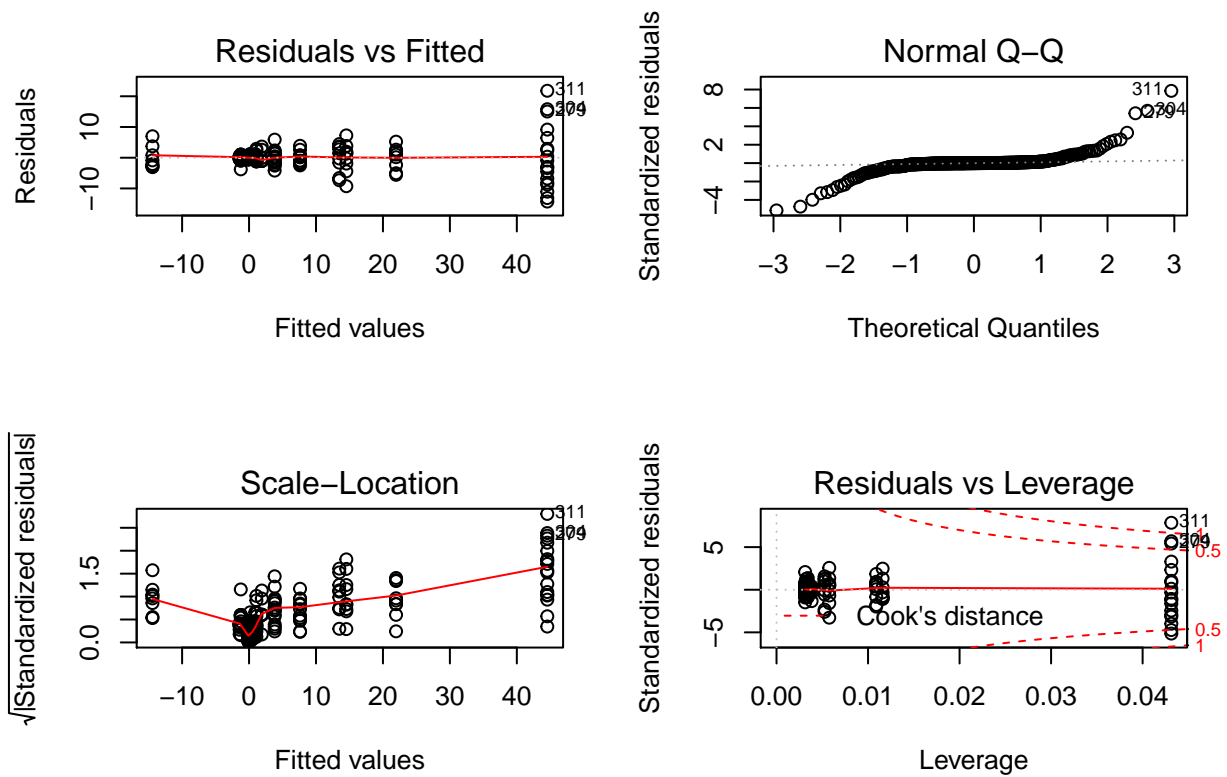 Residuals vs Fitted
Residuals
−10 10
−10 0 10 20 30 40
Fitted values
311
279
Normal Q−Q
Standardized residuals
−4 2 8
−3 −2 −1 0 1 2 3
Theoretical Quantiles
311
304
279
Scale−Location
√|Standardized residuals|
0.0 1.5
−10 0 10 20 30 40
Fitted values
311
279
Residuals vs Leverage
Standardized residuals
−5 5
0.00 0.01 0.02 0.03 0.04
Leverage
Cook's distance
311
279
1
0.5
0.5
1